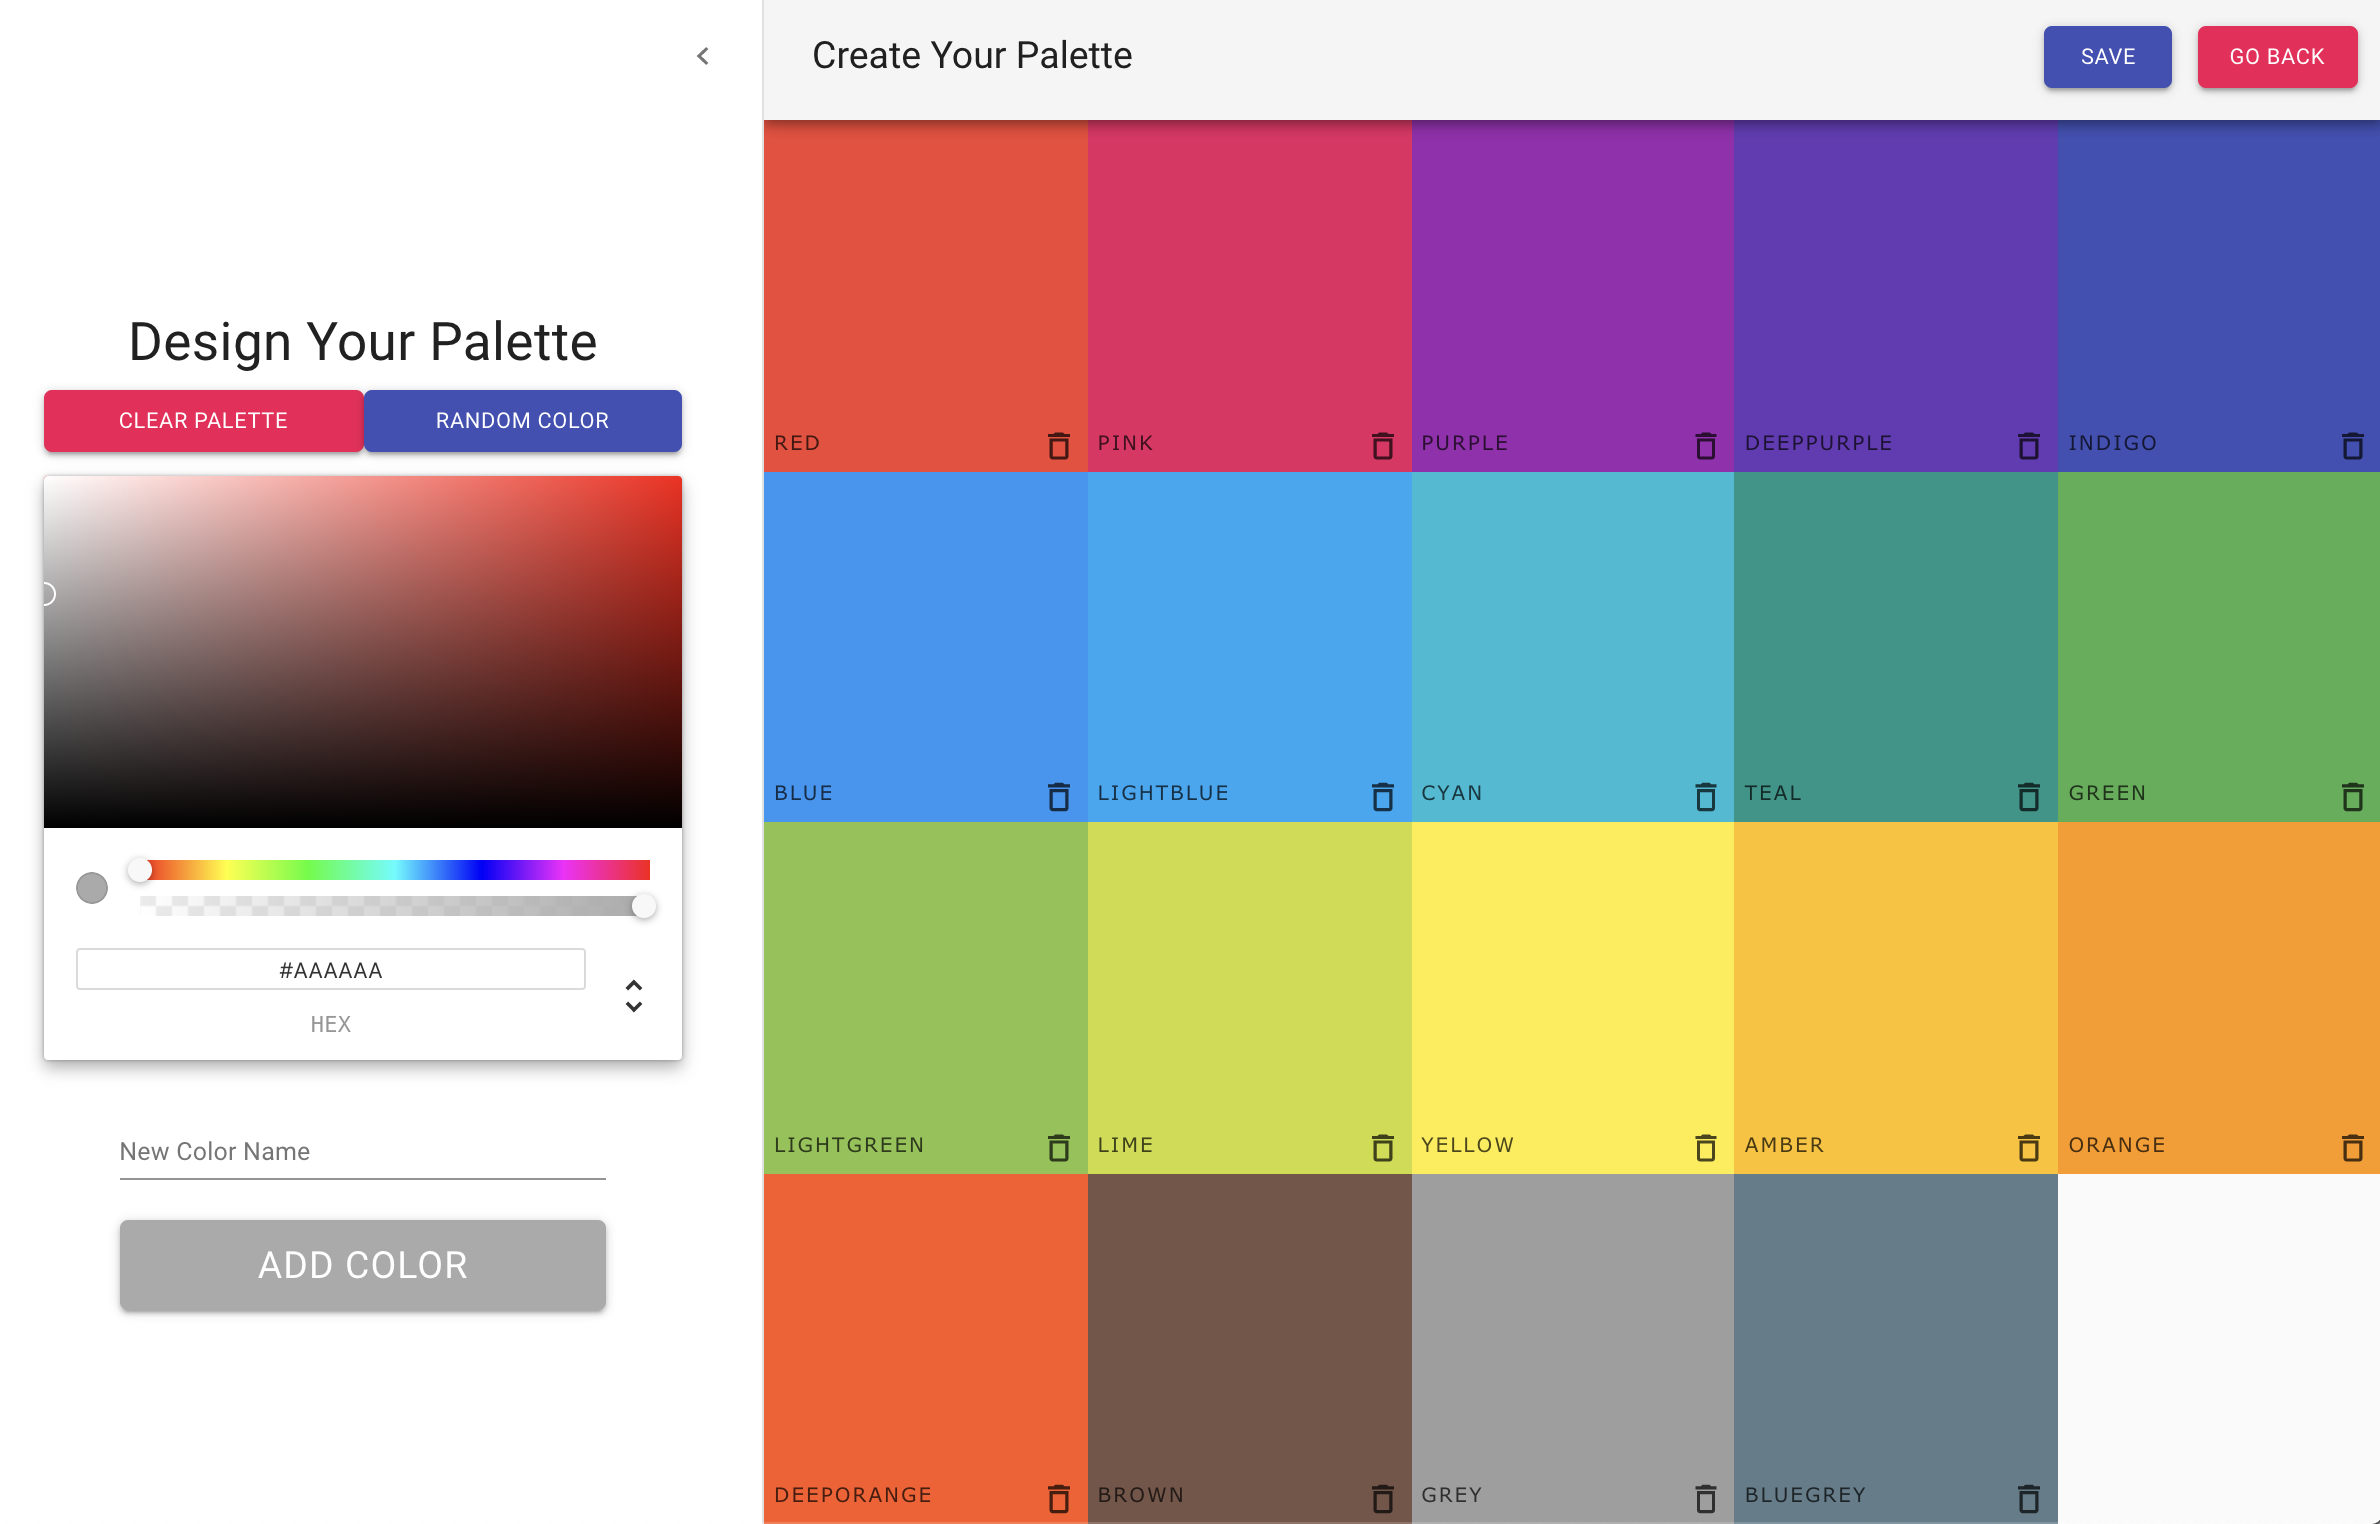 Create Your Palette
SAVE
GO BACK
Design Your Palette
CLEAR PALETTE
RANDOM COLOR
#AAAAAA
HEX
New Color Name
ADD COLOR
RED
PINK
PURPLE
DEEPPURPLE
INDIGO
BLUE
LIGHTBLUE
CYAN
TEAL
GREEN
LIGHTGREEN
LIME
YELLOW
AMBER
ORANGE
DEEPORANGE
BROWN
GREY
BLUEGREY